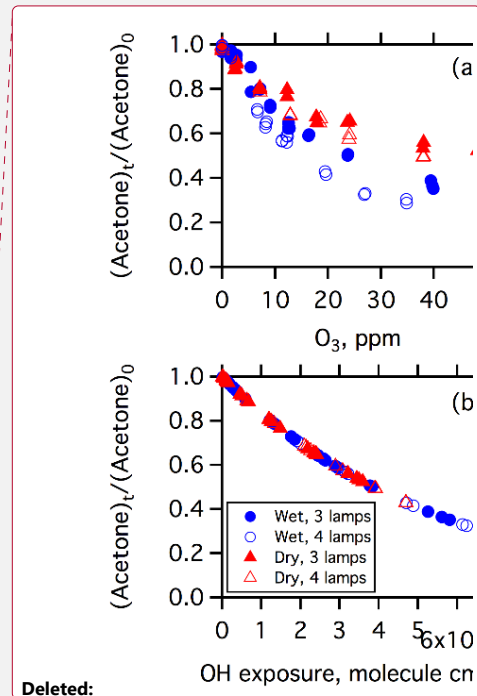 1.0
0.8
0.6
0.4
0.2
0.0
(Acetone)t/(Acetone)0
(a
0 10 20 30 40
O3, ppm
1.0
0.8
0.6
0.4
0.2
0.0
(Acetone)t/(Acetone)0
(b
Wet, 3 lamps
Wet, 4 lamps
Dry, 3 lamps
Dry, 4 lamps
0 1 2 3 4 5 6x10
OH exposure, molecule cm
Deleted: